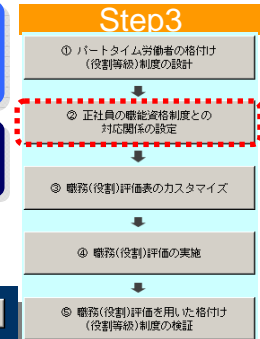 Step3
① パートタイム労働者の格付け
(役割等級)制度の設計
② 正社員の職能資格制度との
対応関係の設定
③ 職務(役割)評価表のカスタマイズ
④ 職務(役割)評価の実施
⑤ 職務(役割)評価を用いた格付け
(役割等級)制度の検証